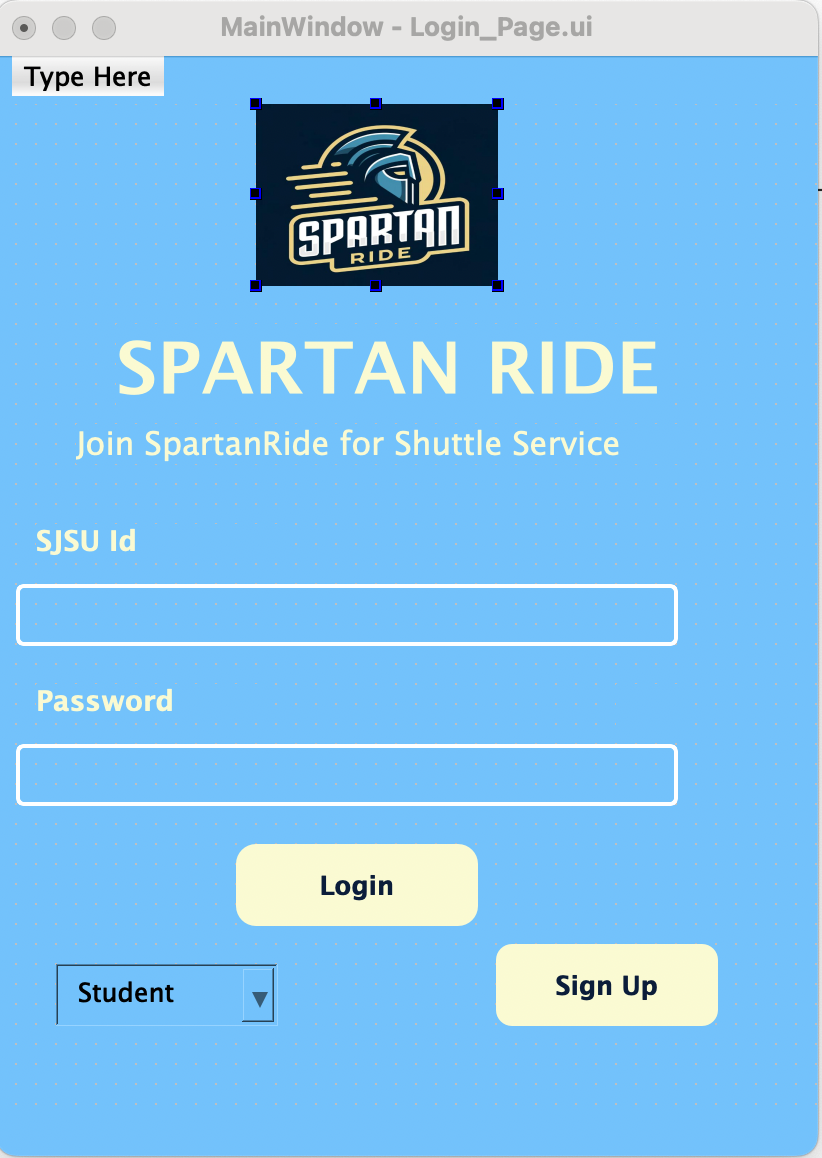 MainWindow - Login_Page.ui
Type Here
SPARTAN
RIDE
SPARTAN RIDE
Join SpartanRide for Shuttle Service
SJSU Id
Password
Login
Student
Sign Up